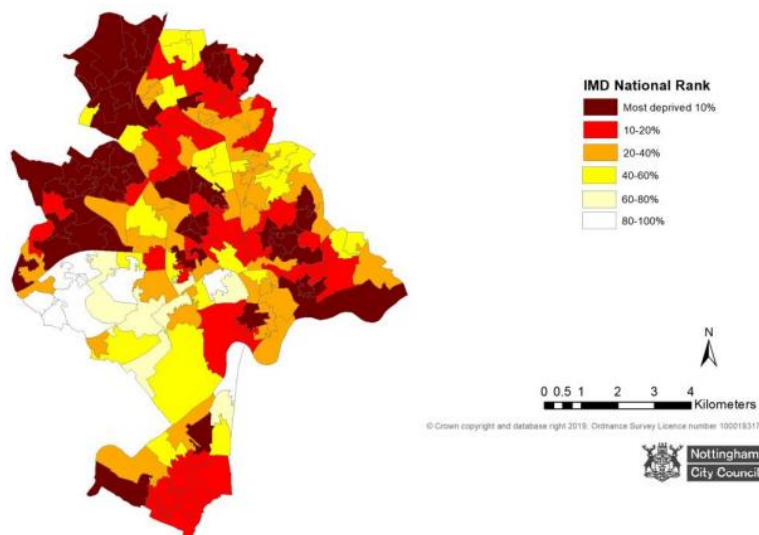 IMD National Rank
Most deprived 10%
10-20%
20-40%
40-60%
60-80%
80-100%
N
0 0.5 1 2 3 4
Kilometers
© Crown copyright and database right 2019. Ordnance Survey Licence number 100019317
Nottingham
City Council